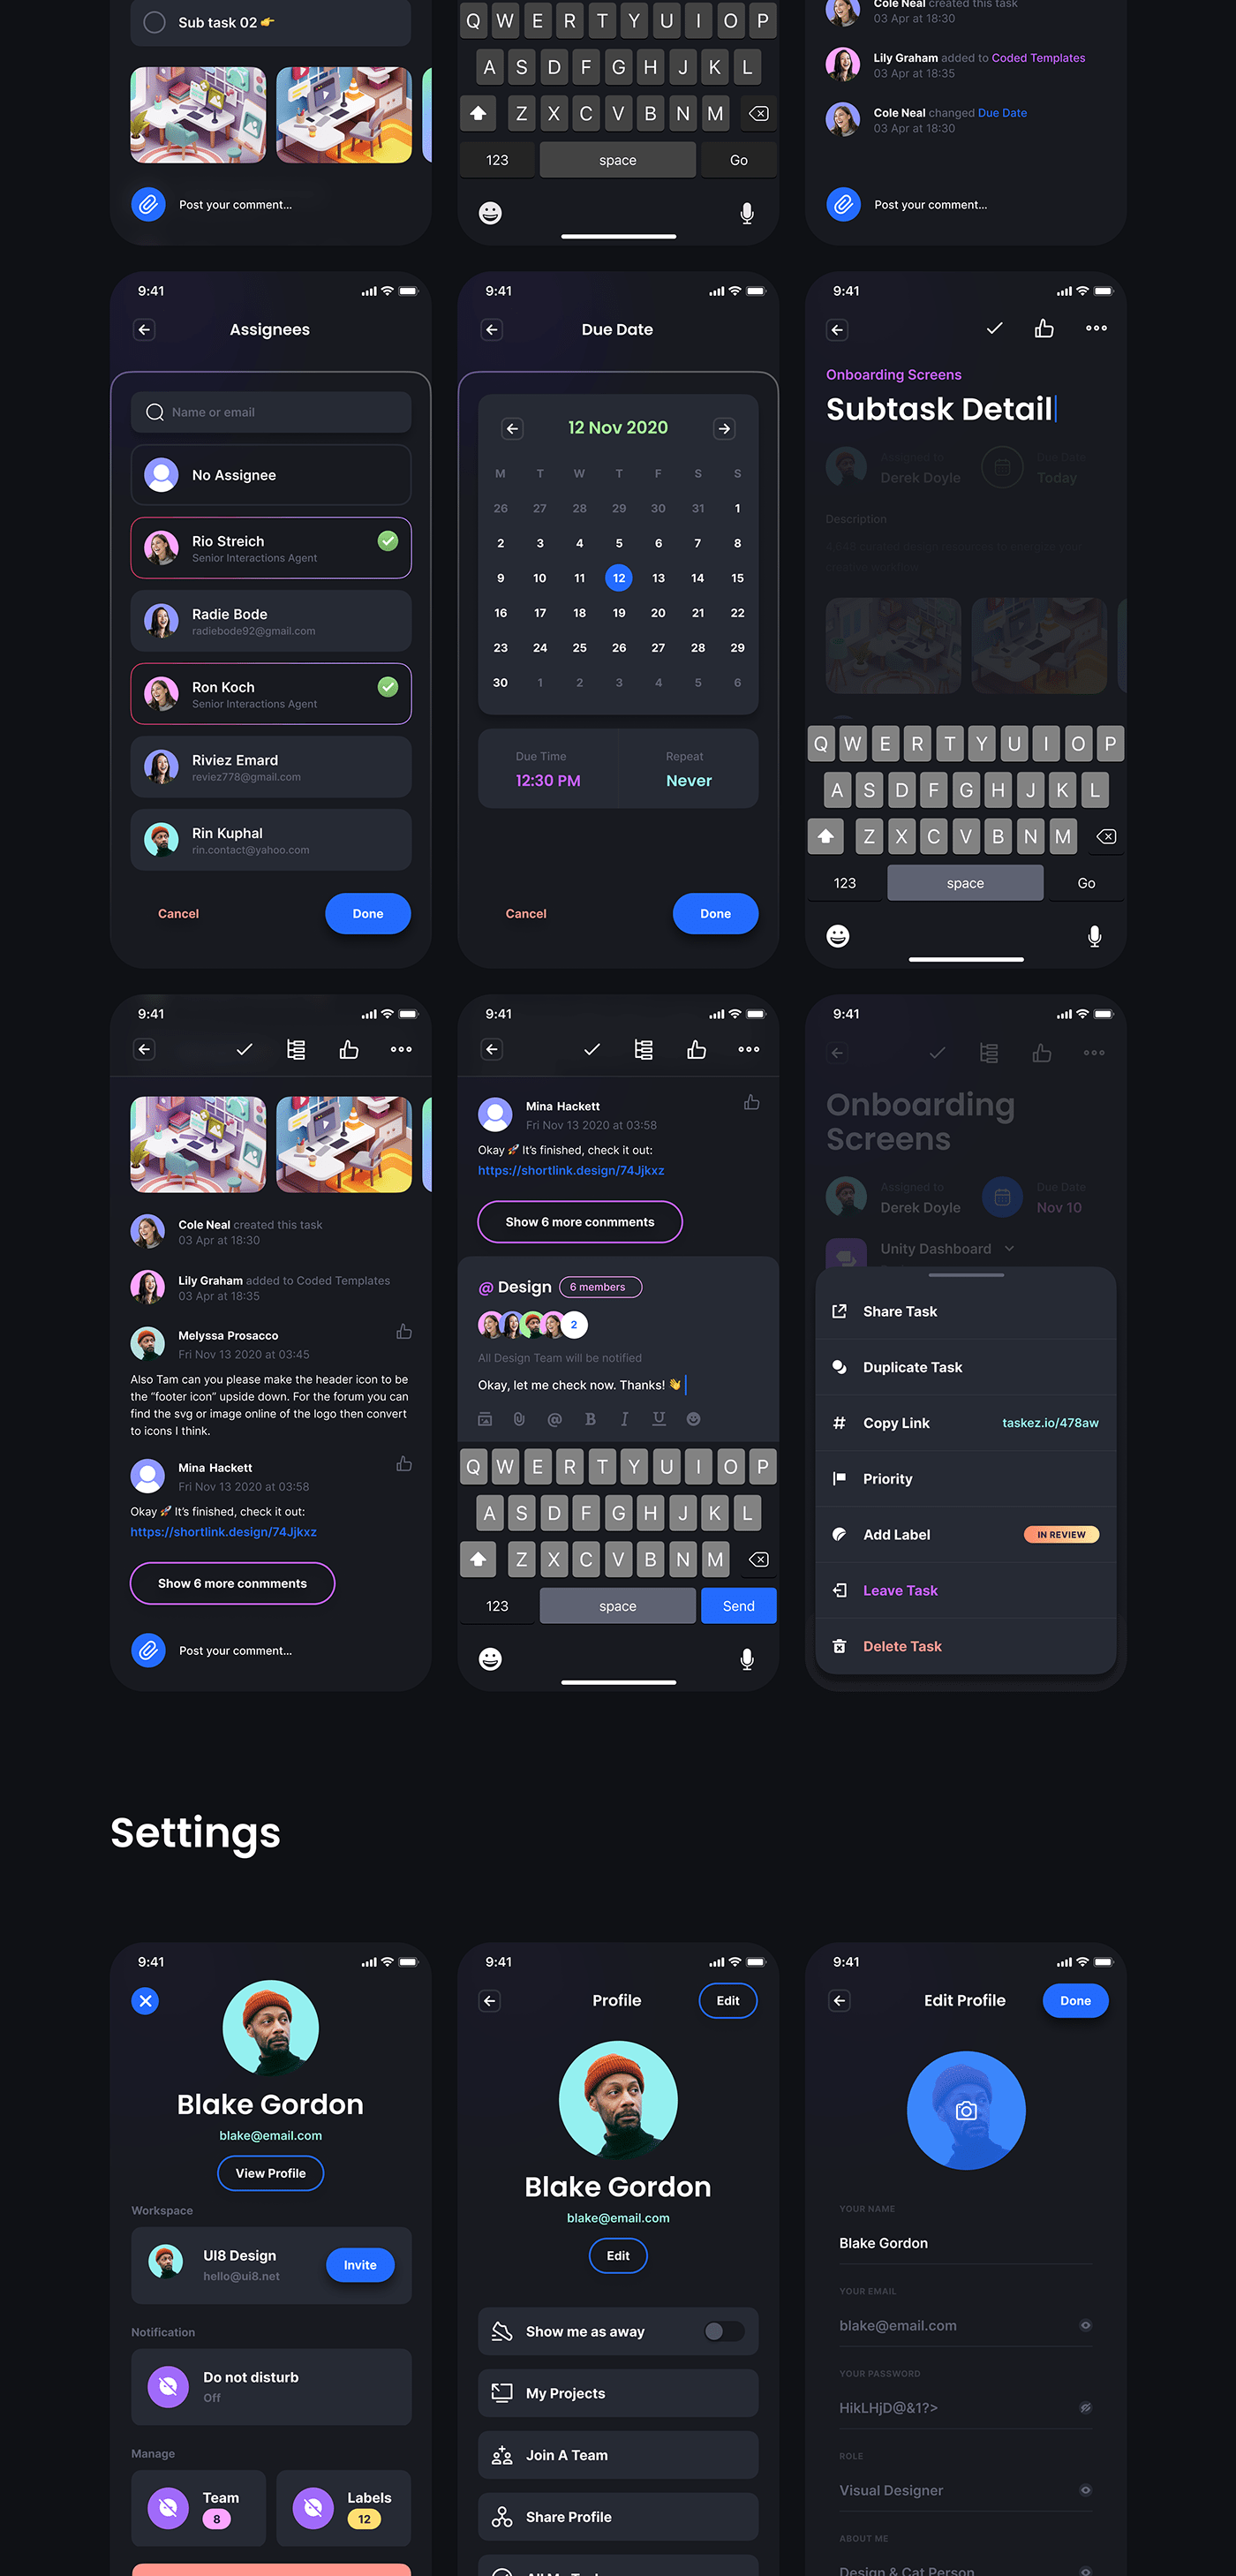 Sub task 02 👉
Post your comment...
Q W E R T Y U I O P
A S D F G H J K L
Z X C V B N M
123 space Go
Cole Neal created this task
03 Apr at 18:30
Lily Graham added to Coded Templates
03 Apr at 18:35
Cole Neal changed Due Date
03 Apr at 18:30
Post your comment...
9:41
Assignees
Name or email
No Assignee
Rio Streich
Senior Interactions Agent
Radie Bode
radiebode92@gmail.com
Ron Koch
Senior Interactions Agent
Riviez Emard
reviez778@gmail.com
Rin Kuphal
rin.contact@yahoo.com
Cancel Done
9:41
Due Date
12 Nov 2020
M T W T F S S
26 27 28 29 30 31 1
2 3 4 5 6 7 8
9 10 11 12 13 14 15
16 17 18 19 20 21 22
23 24 25 26 27 28 29
30 1 2 3 4 5 6
Due Time Repeat
12:30 PM Never
Cancel Done
9:41
Onboarding Screens
Subtask Detail
Assigned to Due Date
Derek Doyle Today
Description
Q W E R T Y U I O P
A S D F G H J K L
Z X C V B N M
123 space Go
9:41
Cole Neal created this task
03 Apr at 18:30
Lily Graham added to Coded Templates
03 Apr at 18:35
Melyssa Prosacco
Fri Nov 13 2020 at 03:45
Also Tam can you please make the header icon to be
the “footer icon” upside down. For the forum you can
find the svg or image online of the logo then convert
to icons I think.
Mina Hackett
Fri Nov 13 2020 at 03:58
Okay 🚀 It’s finished, check it out:
https://shortlink.design/74Jjkxz
Show 6 more conmments
Post your comment...
9:41
Mina Hackett
Fri Nov 13 2020 at 03:58
Okay 🚀 It’s finished, check it out:
https://shortlink.design/74Jjkxz
Show 6 more conmments
@ Design 6 members
2
All Design Team will be notified
Okay, let me check now. Thanks! 👋
@ B I U
Q W E R T Y U I O P
A S D F G H J K L
Z X C V B N M
123 space Send
9:41
Onboarding
Screens
Assigned to Due Date
Derek Doyle Nov 10
Unity Dashboard
Share Task
Duplicate Task
Copy Link taskez.io/478aw
Priority
Add Label IN REVIEW
Leave Task
Delete Task
Settings
9:41
Blake Gordon
blake@email.com
View Profile
Workspace
UI8 Design
hello@ui8.net
Invite
Notification
Do not disturb
Off
Manage
Team
8
Labels
12
9:41
Profile Edit
Blake Gordon
blake@email.com
Edit
Show me as away
My Projects
Join A Team
Share Profile
9:41
Edit Profile Done
YOUR NAME
Blake Gordon
YOUR EMAIL
blake@email.com
YOUR PASSWORD
HikLHjD@&1?>
ROLE
Visual Designer
ABOUT ME
Design & Cat Person